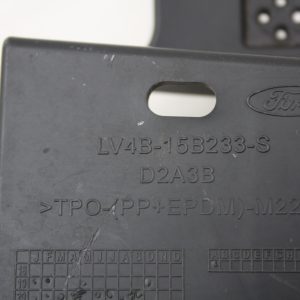 Ford
LV4B-15B233-S
D2A3B
>TPO-(PP+EPDM)-M22
J F M A M J J A S O N D